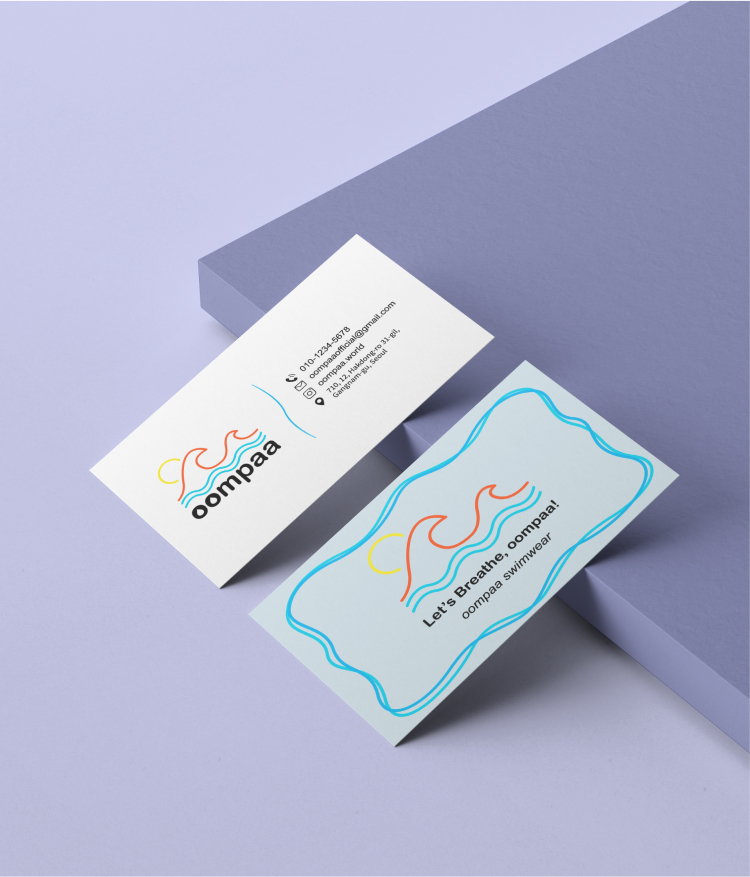 010-1234-5678
oompaaofficial@gmail.com
oompaa.world
710, 12, Hakdong-ro 31-gil,
Gangnam-gu, Seoul
oompaa
Let's Breathe, oompaa!
oompaa swimwear